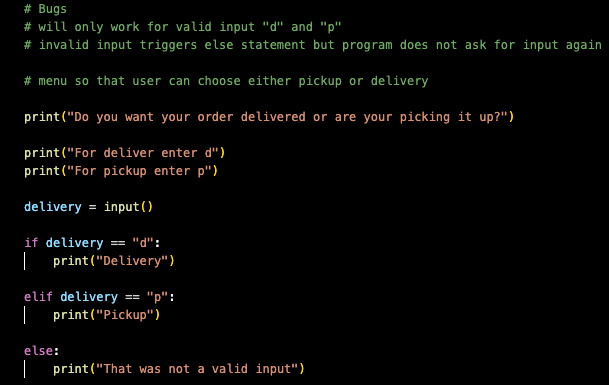 # Bugs
# will only work for valid input "d" and "p"
# invalid input triggers else statement but program does not ask for input again
# menu so that user can choose either pickup or delivery
print("Do you want your order delivered or are your picking it up?")
print("For deliver enter d")
print("For pickup enter p")
delivery = input()
if delivery == "d":
    print("Delivery")
elif delivery == "p":
    print("Pickup")
else:
    print("That was not a valid input")